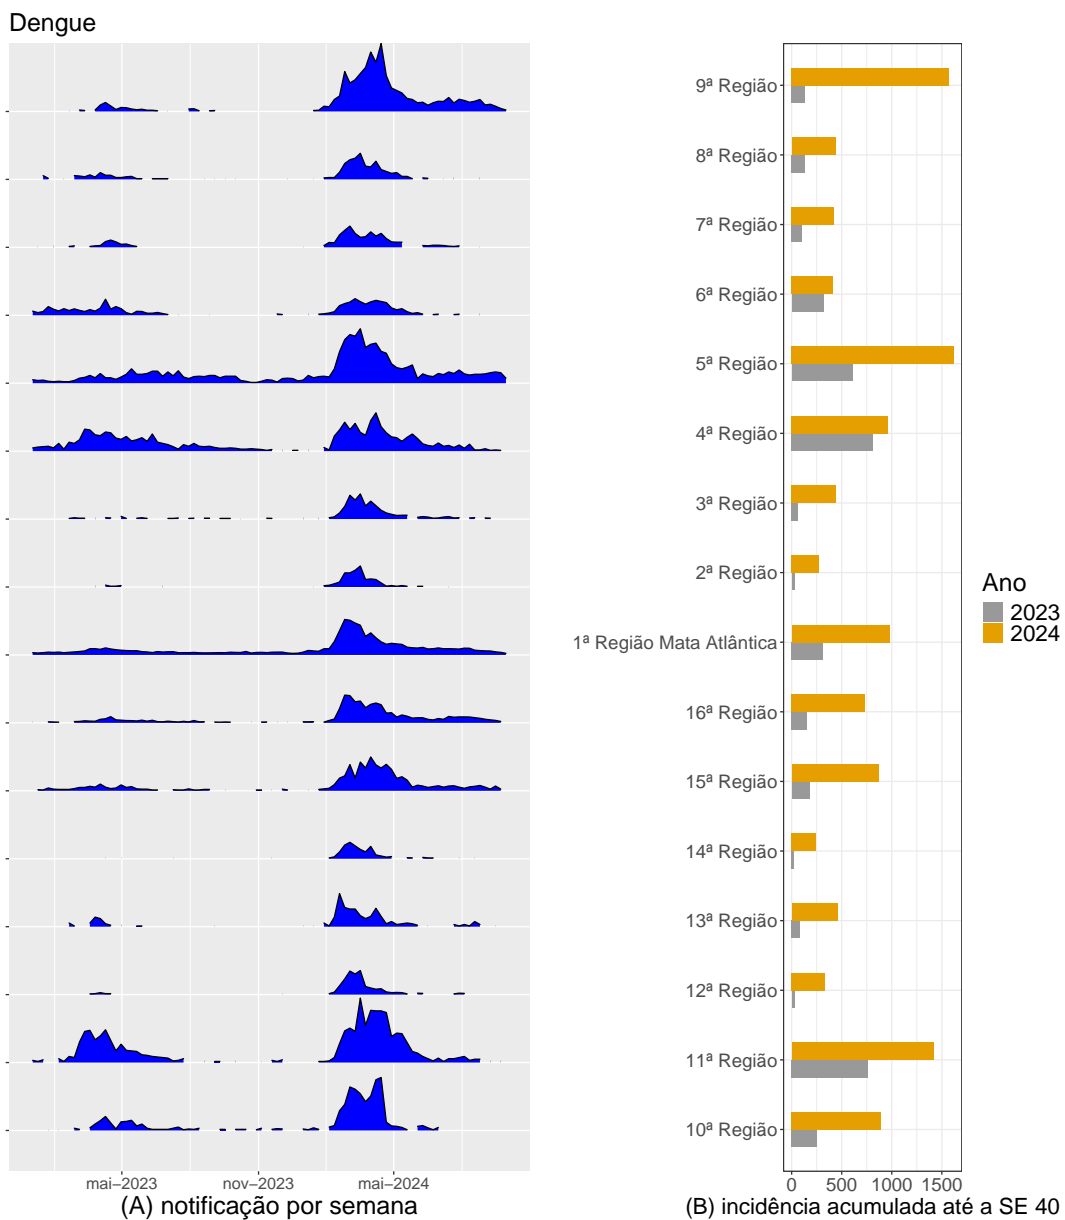 Dengue
mai–2023
nov–2023
mai–2024
(A) notificação por semana
9ª Região
8ª Região
7ª Região
6ª Região
5ª Região
4ª Região
3ª Região
2ª Região
1ª Região Mata Atlântica
16ª Região
15ª Região
14ª Região
13ª Região
12ª Região
11ª Região
10ª Região
0
500
1000
1500
(B) incidência acumulada até a SE 40
Ano
2023
2024